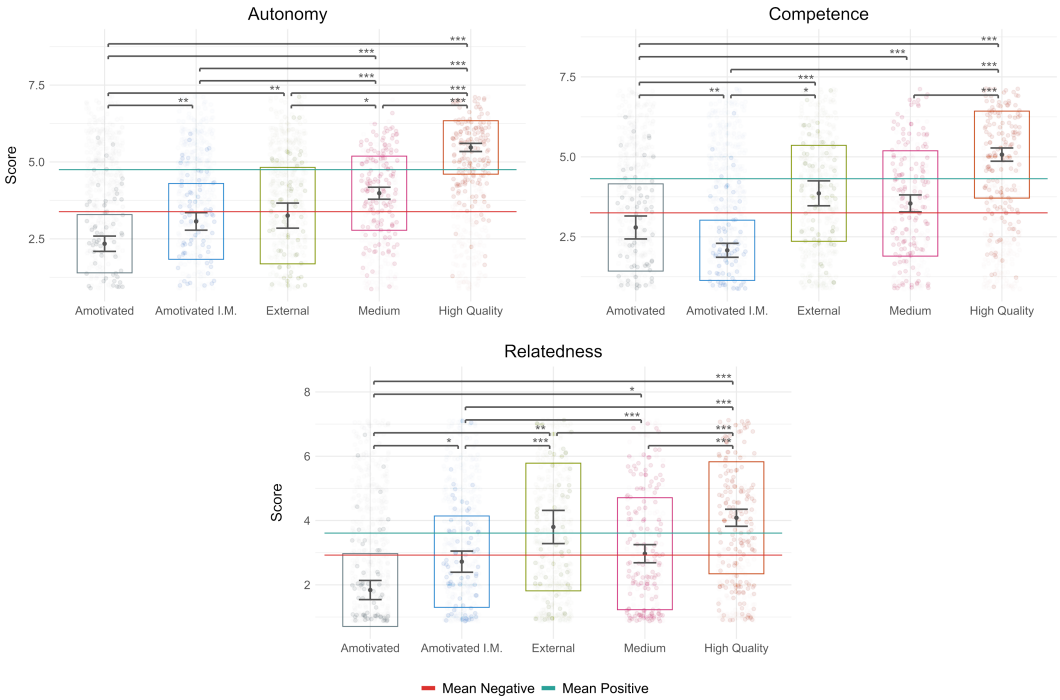 Autonomy
***
***
***
***
** ***
** * ***
7.5
5.0
2.5
Score
Amotivated Amotivated I.M. External Medium High Quality
Competence
***
***
***
***
** * ***
7.5
5.0
2.5
Amotivated Amotivated I.M. External Medium High Quality
Relatedness
***
*
***
***
** ***
* *** ***
8
6
4
2
Score
Amotivated Amotivated I.M. External Medium High Quality
Mean Negative Mean Positive